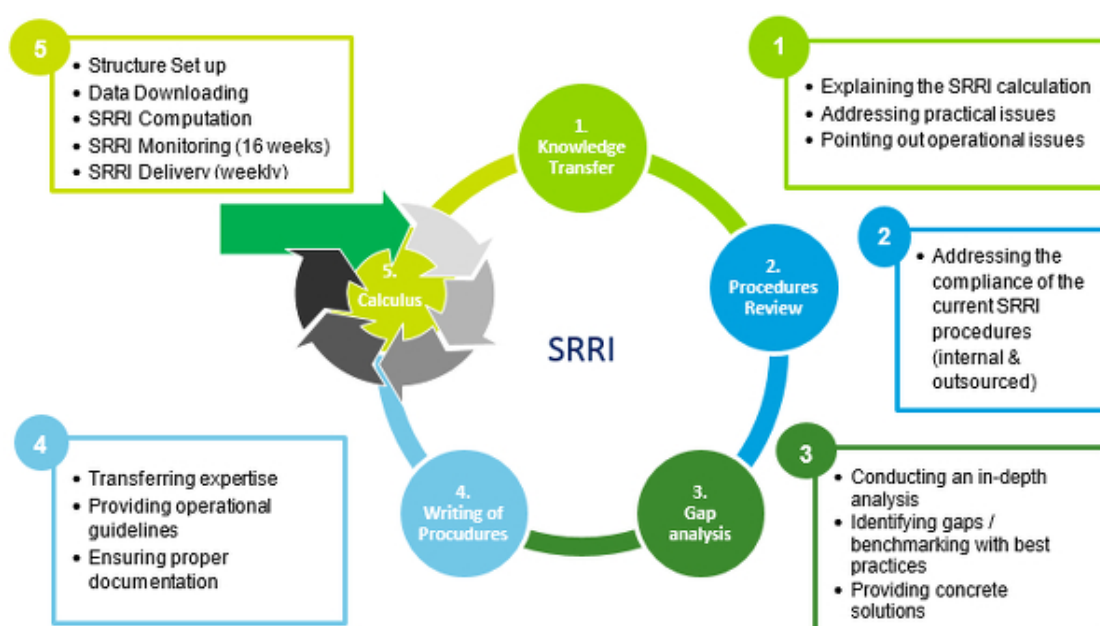 5
• Structure Set up
• Data Downloading
• SRRI Computation
• SRRI Monitoring (16 weeks)
• SRRI Delivery (weekly)
1
• Explaining the SRRI calculation
• Addressing practical issues
• Pointing out operational issues
1.
Knowledge
Transfer
2
• Addressing the
compliance of the
current SRRI
procedures
(internal &
outsourced)
2.
Procedures
Review
5.
Calculus
SRRI
4
• Transferring expertise
• Providing operational
guidelines
• Ensuring proper
documentation
4.
Writing of
Procudures
3.
Gap
analysis
3
• Conducting an in-depth
analysis
• Identifying gaps /
benchmarking with best
practices
• Providing concrete
solutions